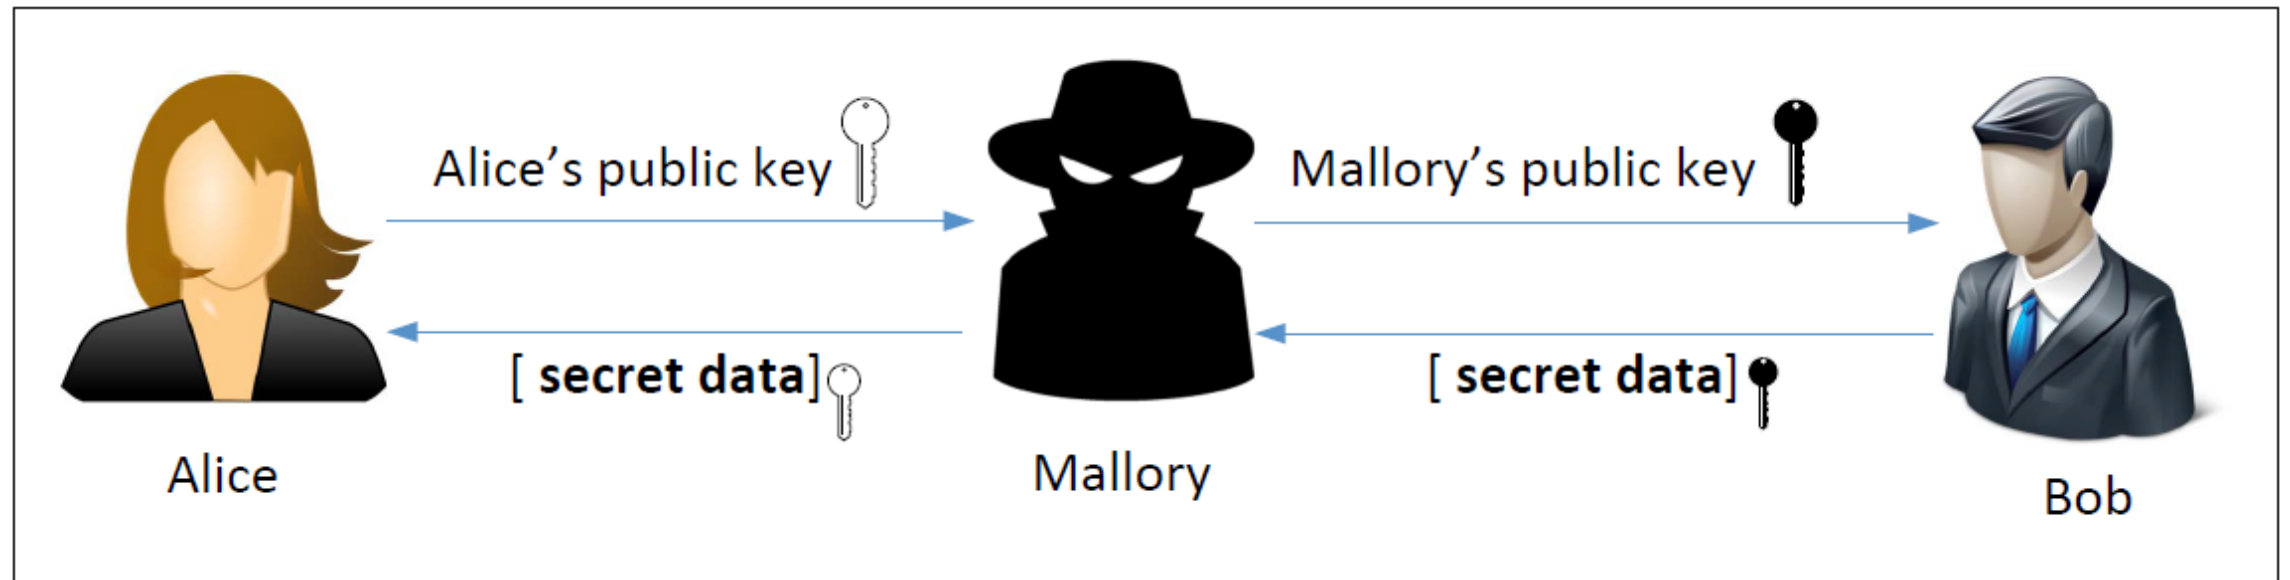 Alice’s public key
Mallory’s public key
[ secret data]
[ secret data]
Alice
Mallory
Bob